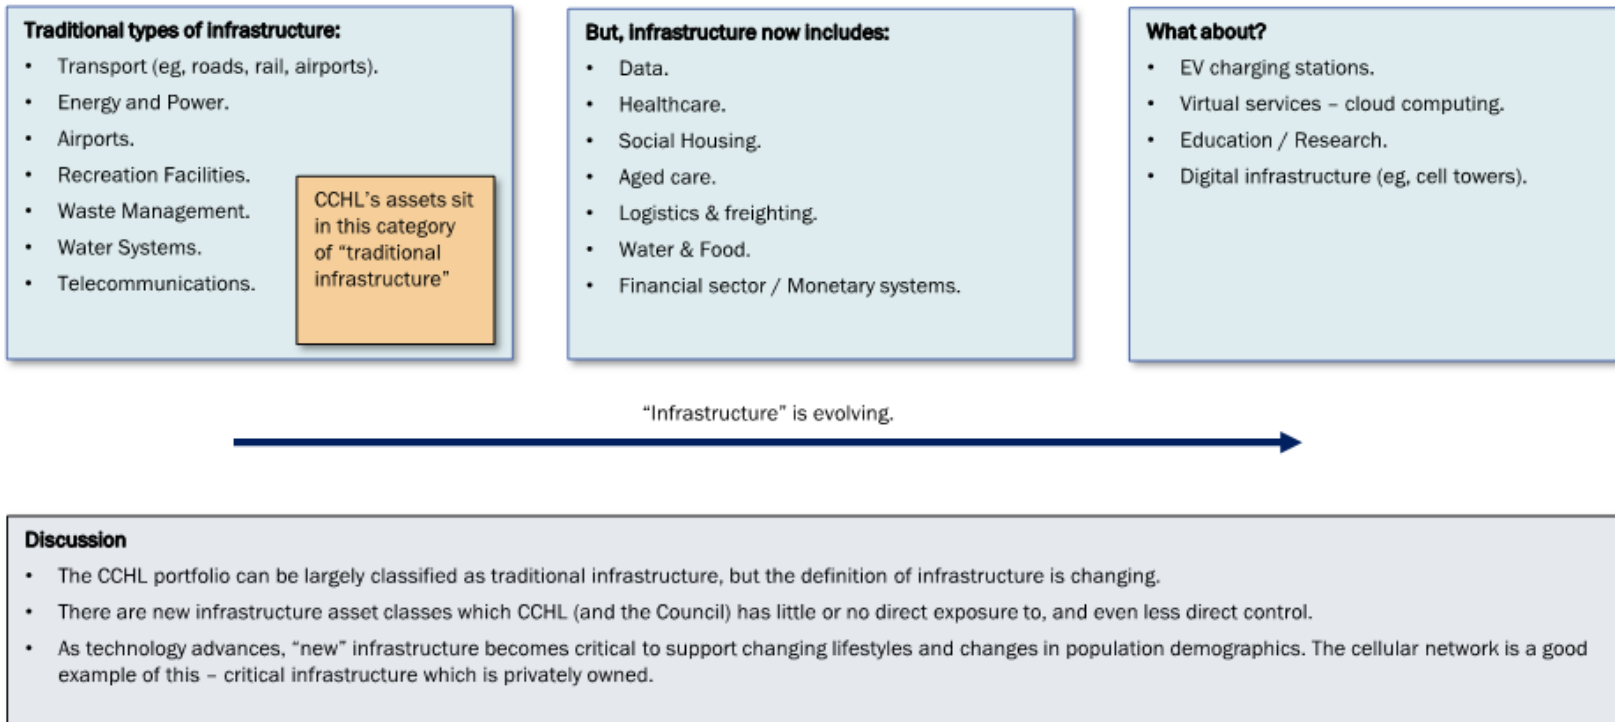 Traditional types of infrastructure:
• Transport (eg, roads, rail, airports).
• Energy and Power.
• Airports.
• Recreation Facilities.
• Waste Management.
• Water Systems.
• Telecommunications.
CCHL's assets sit
in this category
of “traditional
infrastructure”
But, infrastructure now includes:
• Data.
• Healthcare.
• Social Housing.
• Aged care.
• Logistics & freighting.
• Water & Food.
• Financial sector / Monetary systems.
What about?
• EV charging stations.
• Virtual services – cloud computing.
• Education / Research.
• Digital infrastructure (eg, cell towers).
“Infrastructure” is evolving.
Discussion
• The CCHL portfolio can be largely classified as traditional infrastructure, but the definition of infrastructure is changing.
• There are new infrastructure asset classes which CCHL (and the Council) has little or no direct exposure to, and even less direct control.
• As technology advances, “new” infrastructure becomes critical to support changing lifestyles and changes in population demographics. The cellular network is a good
example of this – critical infrastructure which is privately owned.